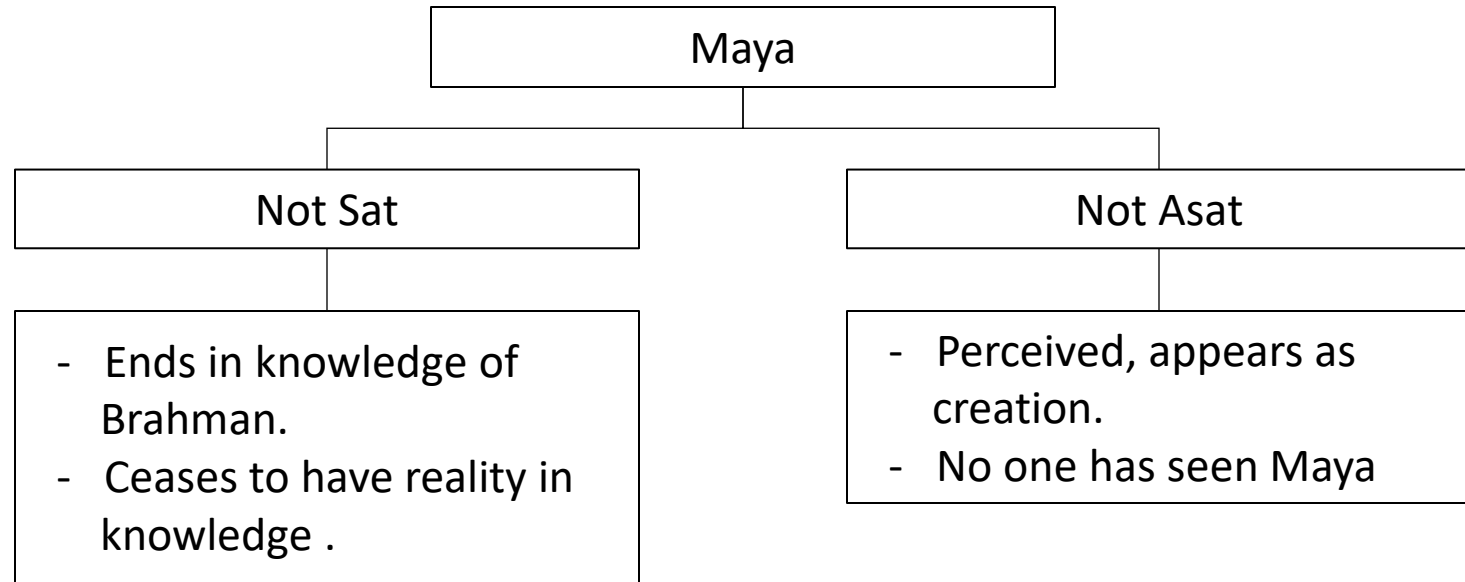 Maya
Not Sat
Not Asat
- Ends in knowledge of
Brahman.
- Ceases to have reality in
knowledge .
- Perceived, appears as
creation.
- No one has seen Maya